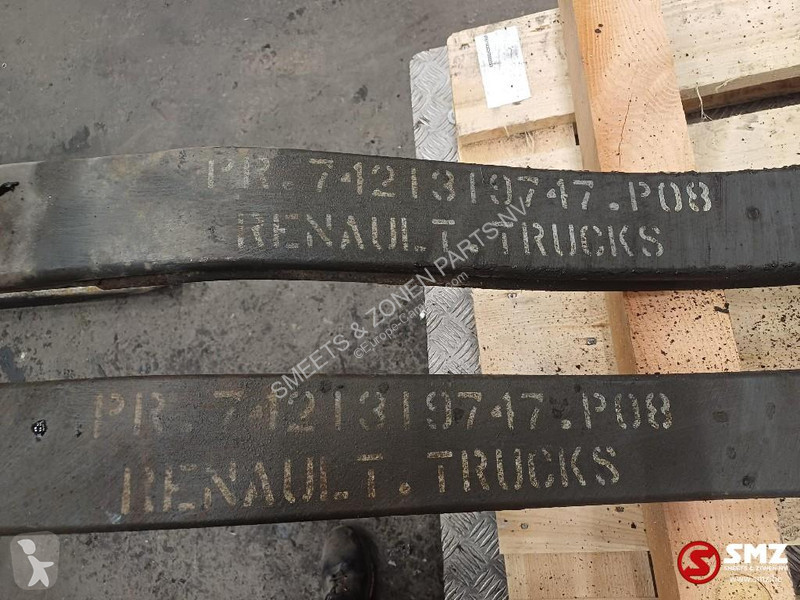 PR.7421319747.P08
RENAULT.TRUCKS
SMEETS & ZONEN PARTS NV
PR.7421319747.P08
RENAULT.TRUCKS
SMZ